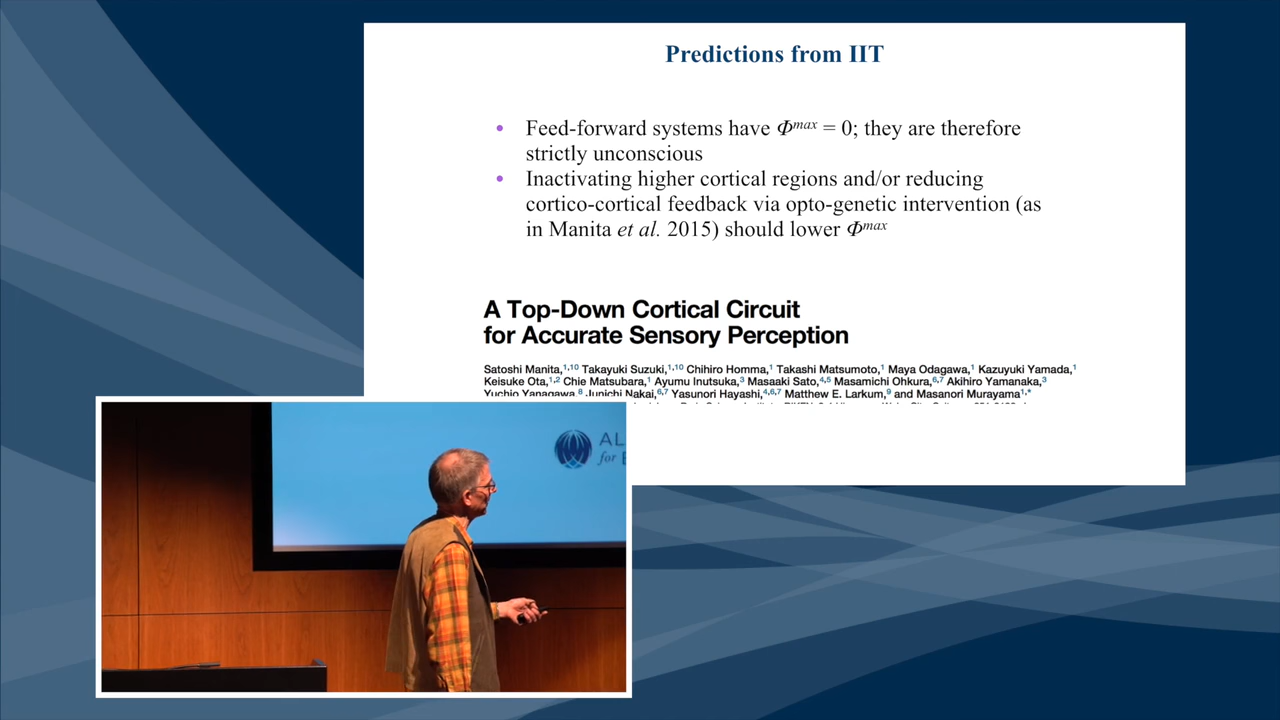 Predictions from IIT
• Feed-forward systems have Φmax = 0; they are therefore
strictly unconscious
• Inactivating higher cortical regions and/or reducing
cortico-cortical feedback via opto-genetic intervention (as
in Manita et al. 2015) should lower Φmax
A Top-Down Cortical Circuit
for Accurate Sensory Perception
Satoshi Manita,1,10 Takayuki Suzuki,1,10 Chihiro Homma,1 Takashi Matsumoto,1 Maya Odagawa,1 Kazuyuki Yamada,1
Keisuke Ota,1,2 Chie Matsubara,1 Ayumu Inutsuka,3 Masaaki Sato,4,5 Masamichi Ohkura,6,7 Akihiro Yamanaka,3
Yuchio Yanagawa,8 Junichi Nakai,6,7 Yasunori Hayashi,4,6,7 Matthew E. Larkum,9 and Masanori Murayama1,*
AL
for